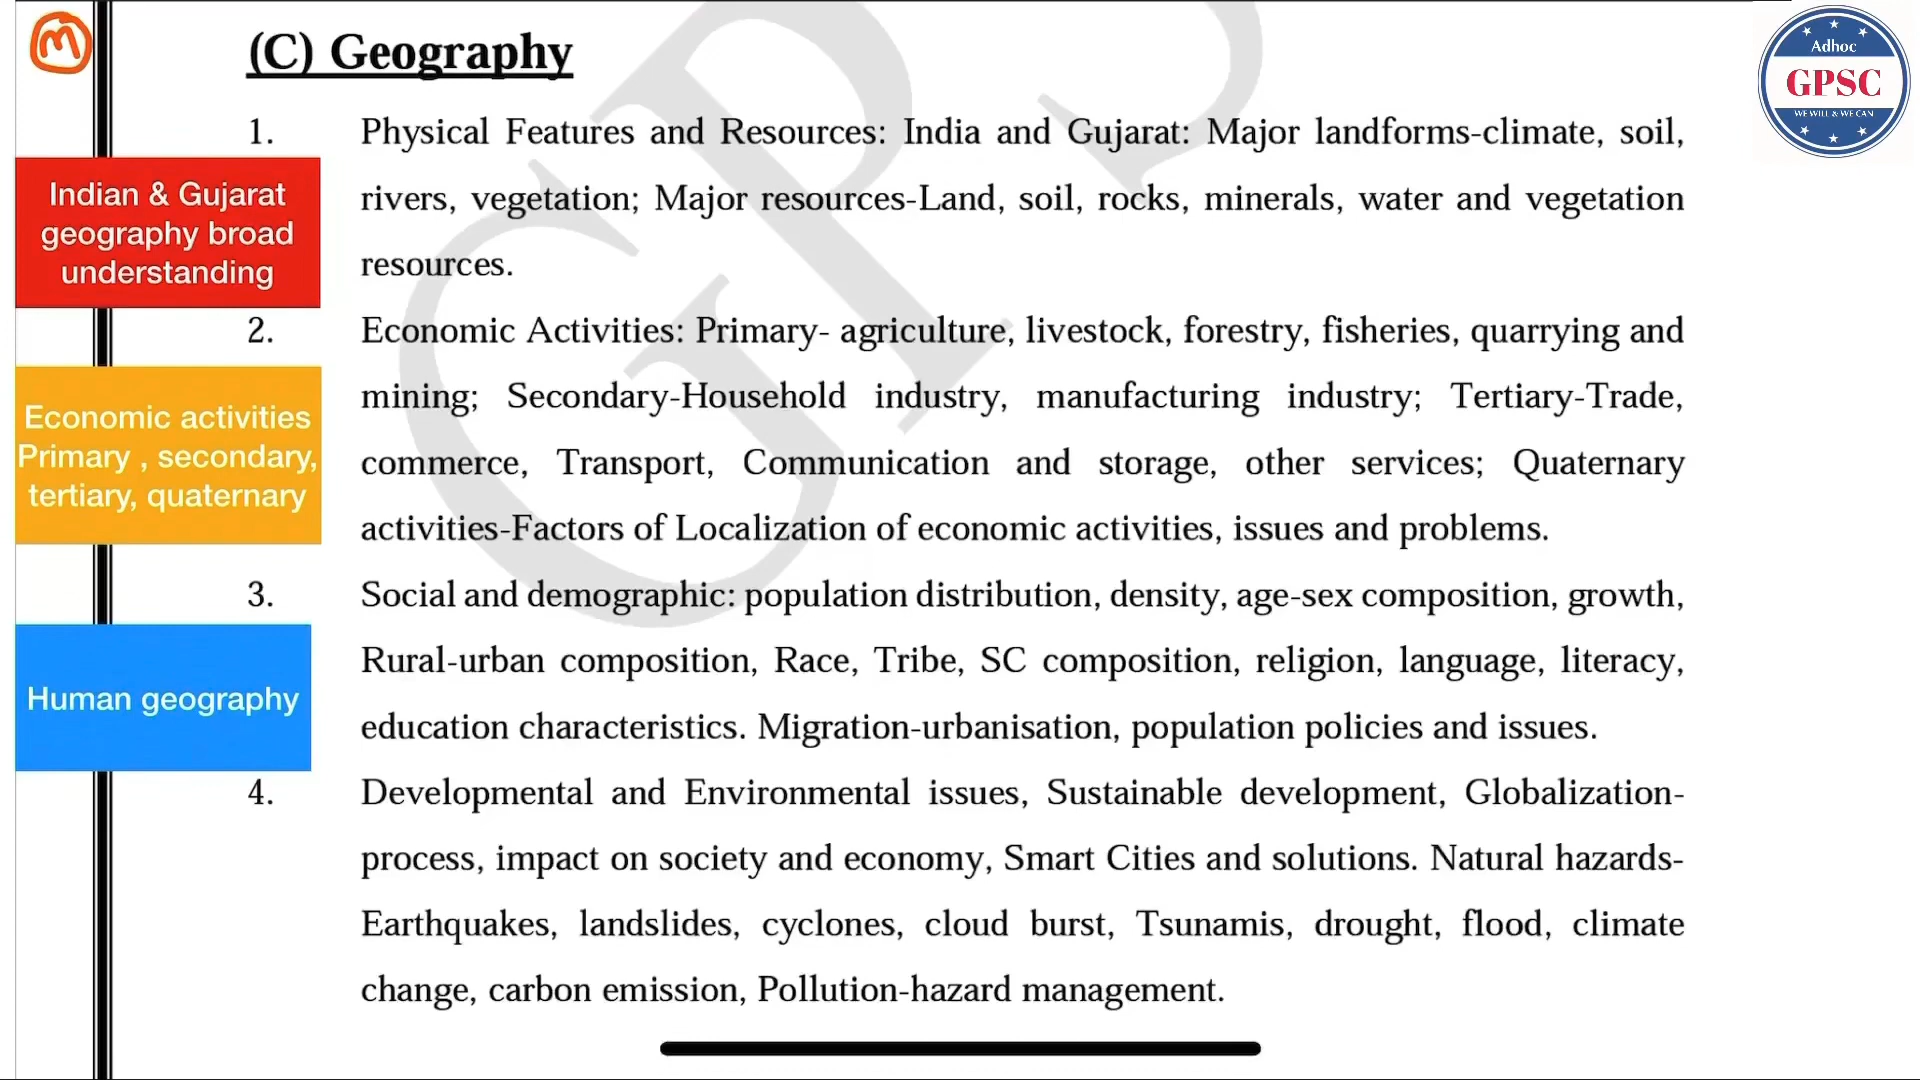 (C) Geography
1. Physical Features and Resources: India and Gujarat: Major landforms-climate, soil,
rivers, vegetation; Major resources-Land, soil, rocks, minerals, water and vegetation
resources.
2. Economic Activities: Primary- agriculture, livestock, forestry, fisheries, quarrying and
mining; Secondary-Household industry, manufacturing industry; Tertiary-Trade,
commerce, Transport, Communication and storage, other services; Quaternary
activities-Factors of Localization of economic activities, issues and problems.
3. Social and demographic: population distribution, density, age-sex composition, growth,
Rural-urban composition, Race, Tribe, SC composition, religion, language, literacy,
education characteristics. Migration-urbanisation, population policies and issues.
4. Developmental and Environmental issues, Sustainable development, Globalization-
process, impact on society and economy, Smart Cities and solutions. Natural hazards-
Earthquakes, landslides, cyclones, cloud burst, Tsunamis, drought, flood, climate
change, carbon emission, Pollution-hazard management.
M
Indian & Gujarat
geography broad
understanding
Economic activities
Primary , secondary,
tertiary, quaternary
Human geography
Adhoc
GPSC
WE WILL & WE CAN
GPS